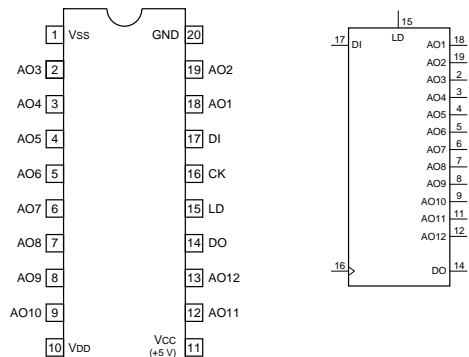 1 Vss GND 20
AO3 2 19 AO2
AO4 3 18 AO1
AO5 4 17 DI
AO6 5 16 CK
AO7 6 15 LD
AO8 7 14 DO
AO9 8 13 AO12
AO10 9 12 AO11
10 VDD VCC 11
(+5 V)
15
LD
17 DI AO1 18
AO2 19
AO3 2
AO4 3
AO5 4
AO6 5
AO7 6
AO8 7
AO9 8
AO10 9
AO11 11
AO12 12
16 DO 14